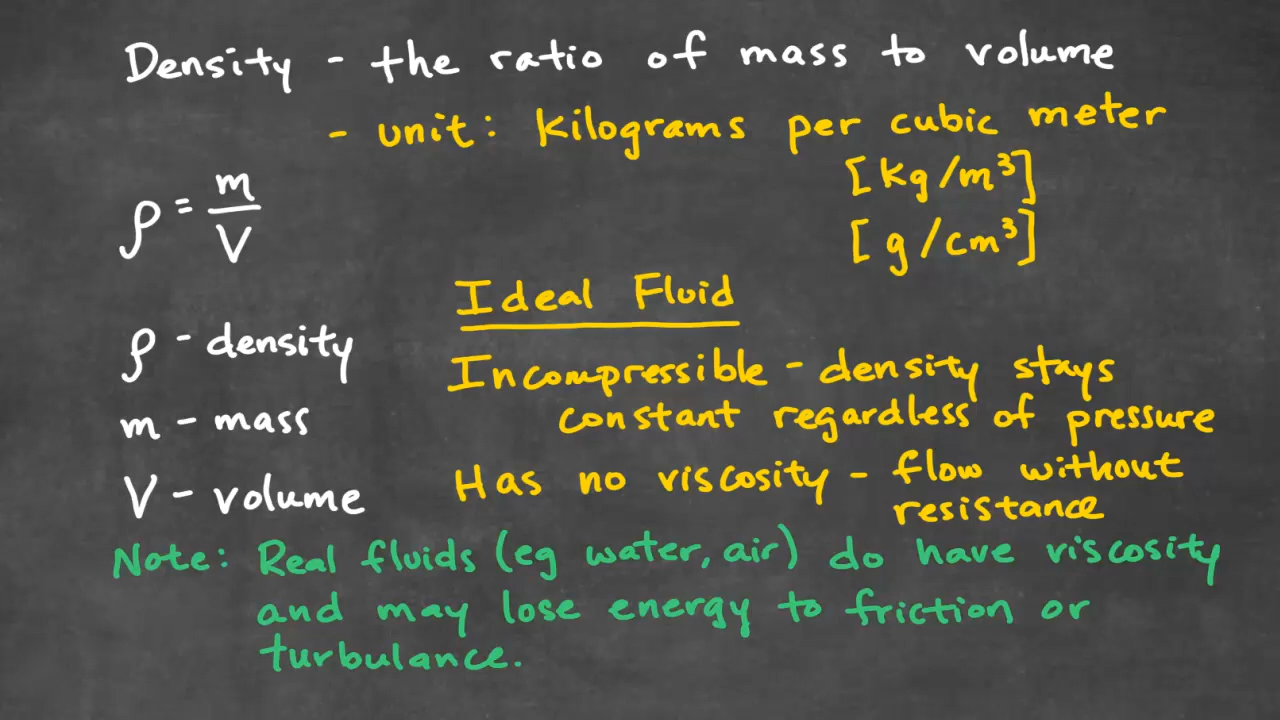 Density - the ratio of mass to volume
- unit: kilograms per cubic meter
[kg/m³]
[g/cm³]
ρ = m/V
ρ - density
m - mass
V - volume
Ideal Fluid
Incompressible - density stays
constant regardless of pressure
Has no viscosity - flow without
resistance
Note: Real fluids (eg water, air) do have viscosity
and may lose energy to friction or
turbulance.